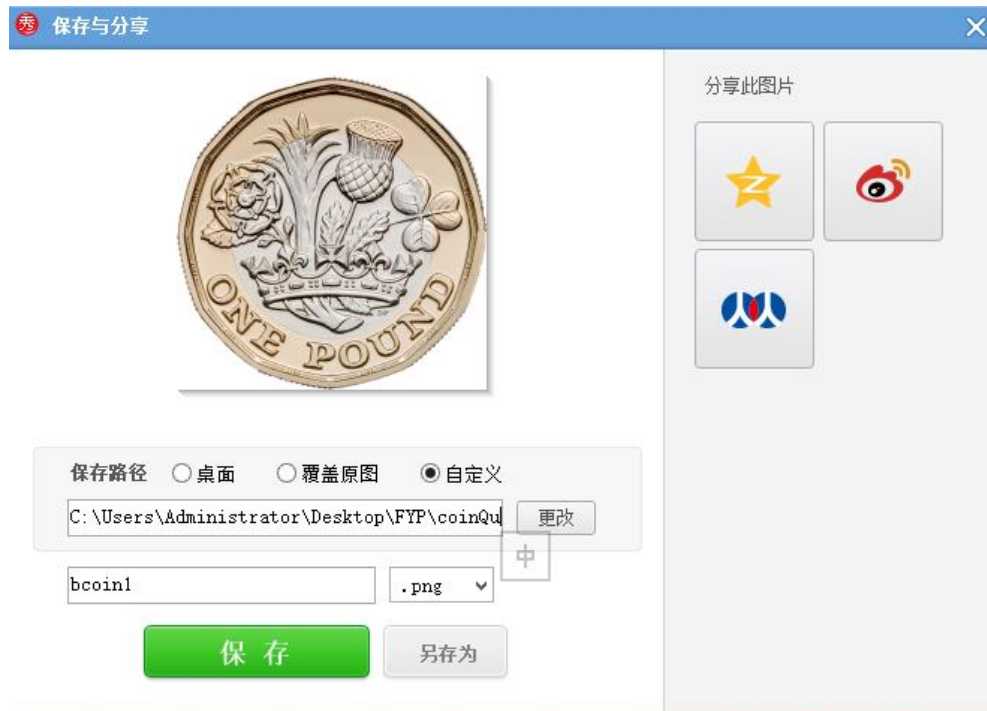 秀 保存与分享
分享此图片
ONE POUND
保存路径 桌面 覆盖原图 自定义
C:\Users\Administrator\Desktop\FYP\coinQu 更改
中
bcoin1 .png
保存 另存为